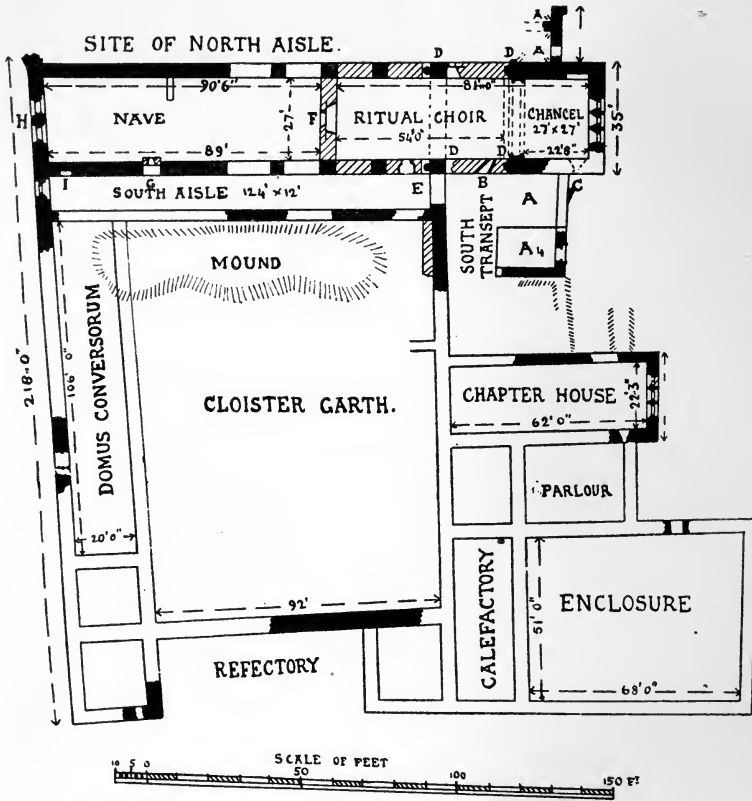 SITE OF NORTH AISLE.
A
A
D
D
90'6"
81'-0"
H
NAVE
27'
F
RITUAL CHOIR
CHANCEL
27'×27'
35'
54'0"
22'8"
89'
D
D
I
G
E
B
C
SOUTH AISLE 124'×12'
SOUTH TRANSEPT
A
A4
MOUND
218'-0"
106'0"
DOMUS CONVERSORUM
CLOISTER GARTH.
CHAPTER HOUSE
22'-3"
62'0"
PARLOUR
20'0"
92'
CALEFACTORY
51'0"
ENCLOSURE
68'0"
REFECTORY
SCALE OF FEET
10 5 0 50 100 150 FT